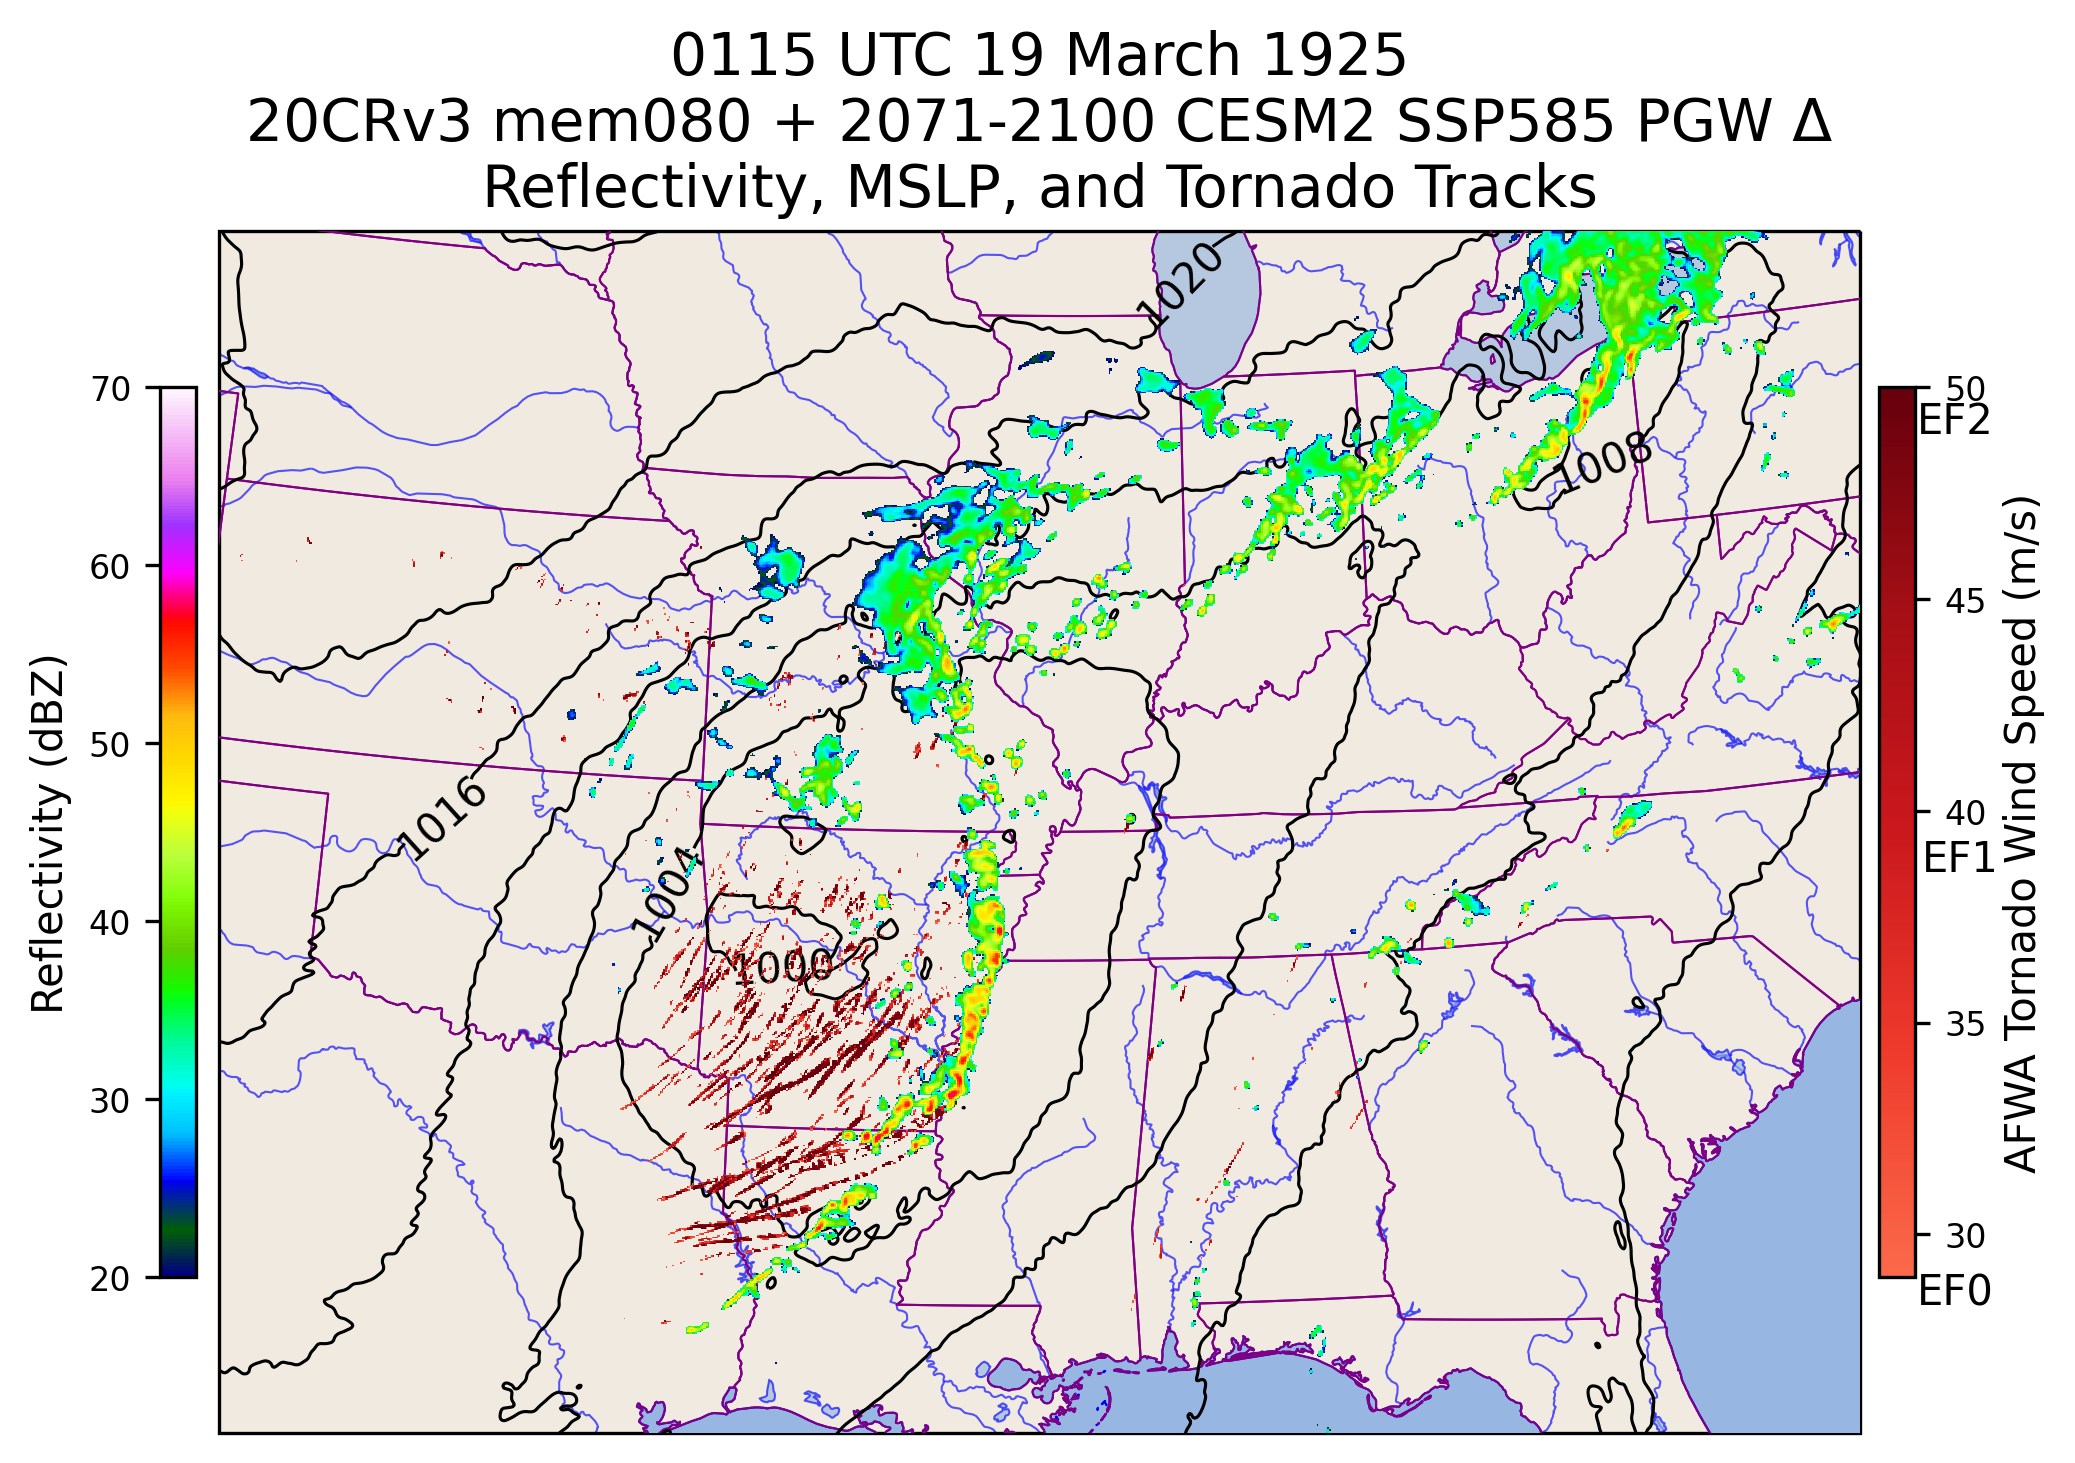 0115 UTC 19 March 1925
20CRv3 mem080 + 2071-2100 CESM2 SSP585 PGW Δ
Reflectivity, MSLP, and Tornado Tracks
1020
1008
1016
1004
1000
70
60
50
40
30
20
Reflectivity (dBZ)
50
EF2
45
40
EF1
35
30
EF0
AFWA Tornado Wind Speed (m/s)